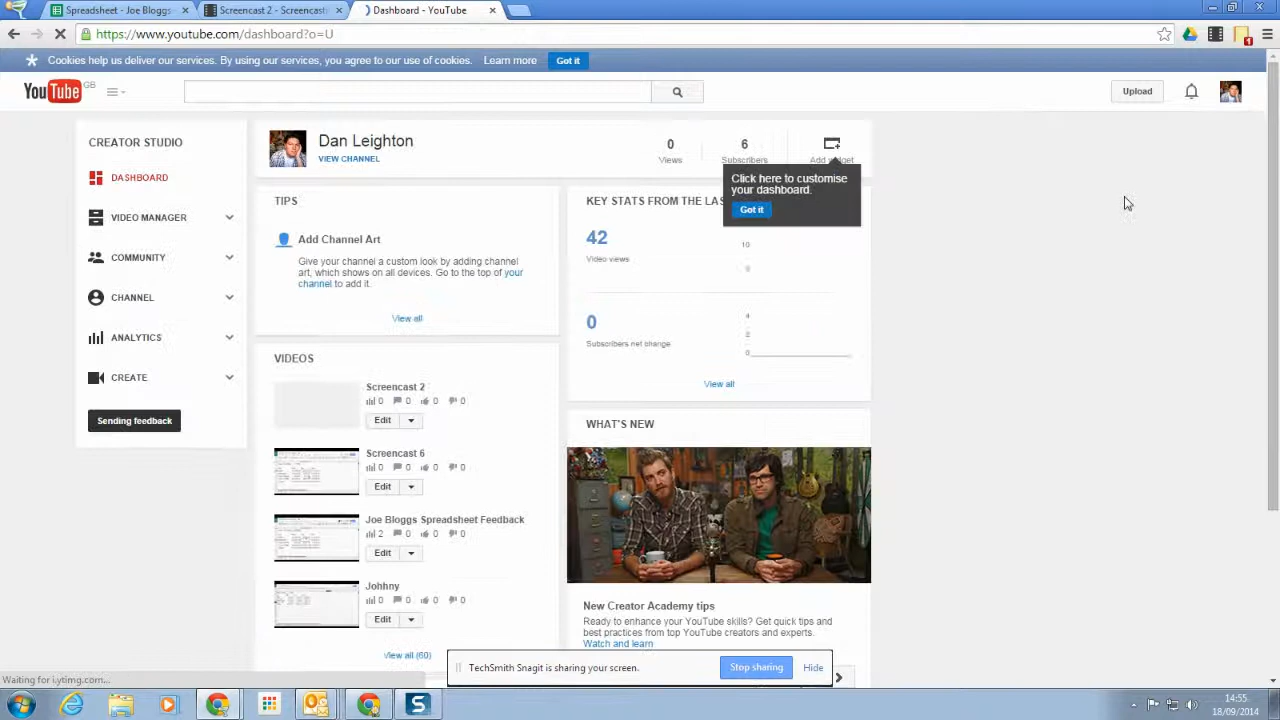 Spreadsheet - Joe Bloggs
Screencast 2 - Screencast
Dashboard - YouTube
https://www.youtube.com/dashboard?o=U
1
Cookies help us deliver our services. By using our services, you agree to our use of cookies. Learn more Got it
YouTube GB
Upload
CREATOR STUDIO
DASHBOARD
VIDEO MANAGER
COMMUNITY
CHANNEL
ANALYTICS
CREATE
Sending feedback
Dan Leighton
VIEW CHANNEL
0
Views
6
Subscribers
Add widget
Click here to customise
your dashboard.
Got it
TIPS
Add Channel Art
Give your channel a custom look by adding channel
art, which shows on all devices. Go to the top of your
channel to add it.
View all
VIDEOS
Screencast 2
0 0 0 0
Edit
Screencast 6
0 0 0 0
Edit
Joe Bloggs Spreadsheet Feedback
2 0 0 0
Edit
Johhny
0 0 0 0
Edit
View all (60)
KEY STATS FROM THE LAS
42
Video views
10
0
Subscribers net change
4
2
0
View all
WHAT'S NEW
New Creator Academy tips
Ready to enhance your YouTube skills? Get quick tips and
best practices from top YouTube creators and experts.
Watch and learn
TechSmith Snagit is sharing your screen. Stop sharing Hide
Waiting for i.ytimg.com...
14:55
18/09/2014